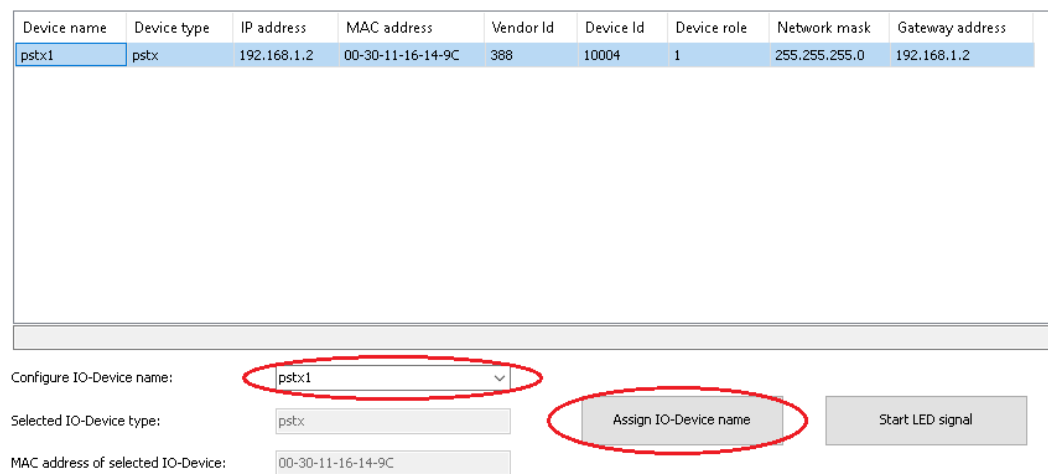 Device name Device type IP address MAC address Vendor Id Device Id Device role Network mask Gateway address
pstx1 pstx 192.168.1.2 00-30-11-16-14-9C 388 10004 1 255.255.255.0 192.168.1.2
Configure IO-Device name: pstx1
Selected IO-Device type: pstx Assign IO-Device name Start LED signal
MAC address of selected IO-Device: 00-30-11-16-14-9C